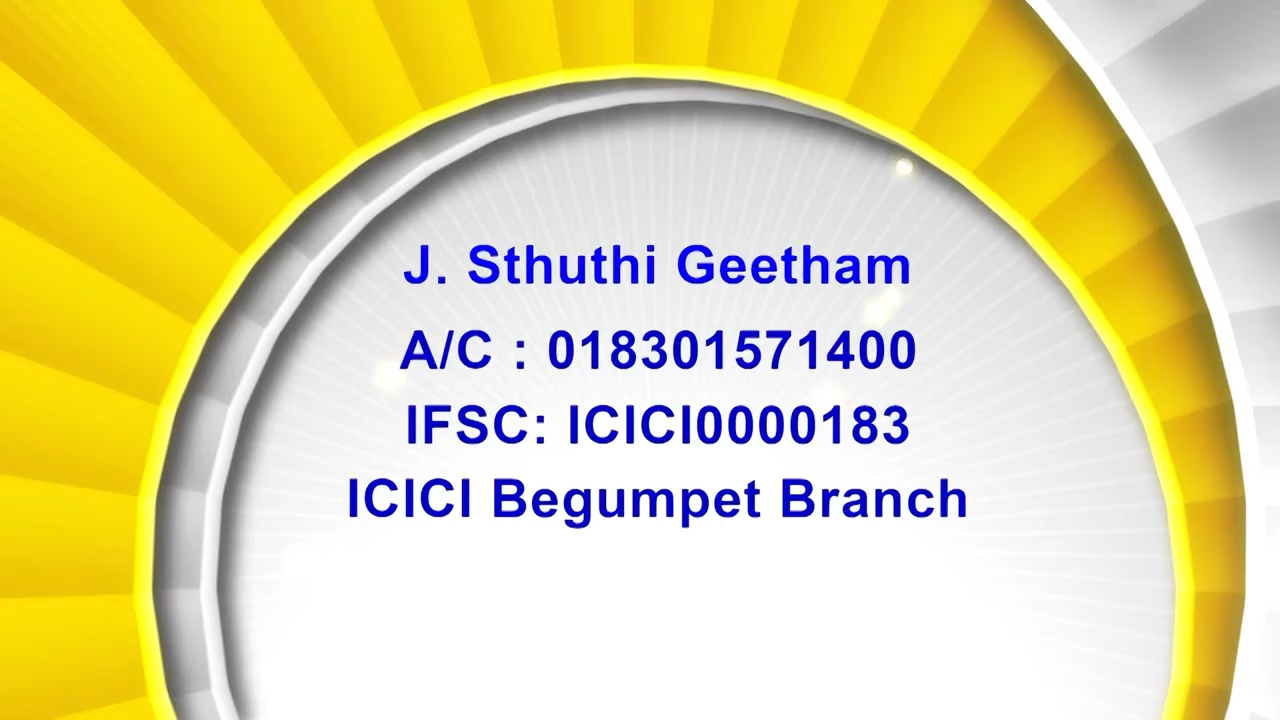 J. Sthuthi Geetham
A/C : 018301571400
IFSC: ICICI0000183
ICICI Begumpet Branch